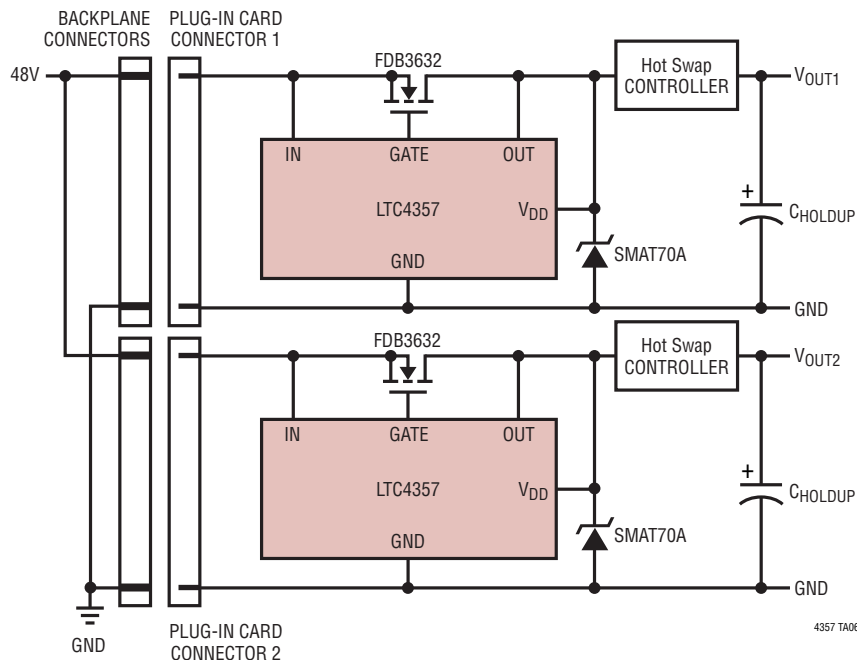 BACKPLANE
CONNECTORS
PLUG-IN CARD
CONNECTOR 1
48V
FDB3632
Hot Swap
CONTROLLER
VOUT1
IN
GATE
OUT
LTC4357
VDD
GND
SMAT70A
+
CHOLDUP
GND
FDB3632
Hot Swap
CONTROLLER
VOUT2
IN
GATE
OUT
LTC4357
VDD
GND
SMAT70A
+
CHOLDUP
GND
GND
PLUG-IN CARD
CONNECTOR 2
4357 TA06